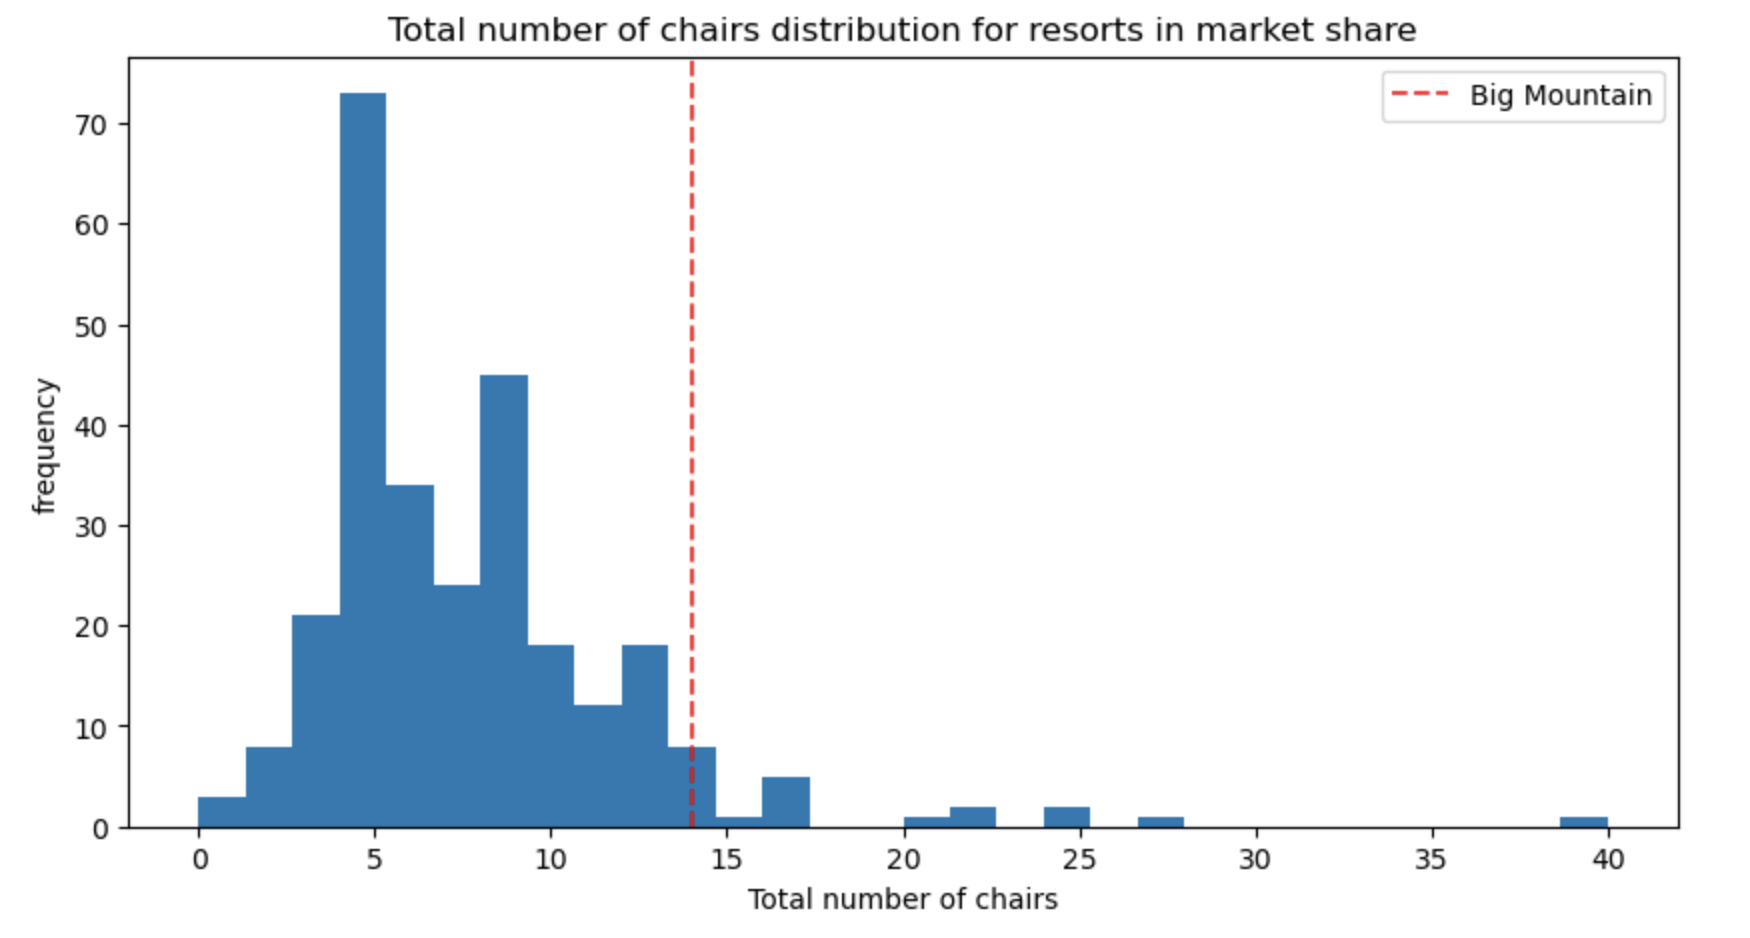 Total number of chairs distribution for resorts in market share
Big Mountain
frequency
70
60
50
40
30
20
10
0
0 5 10 15 20 25 30 35 40
Total number of chairs